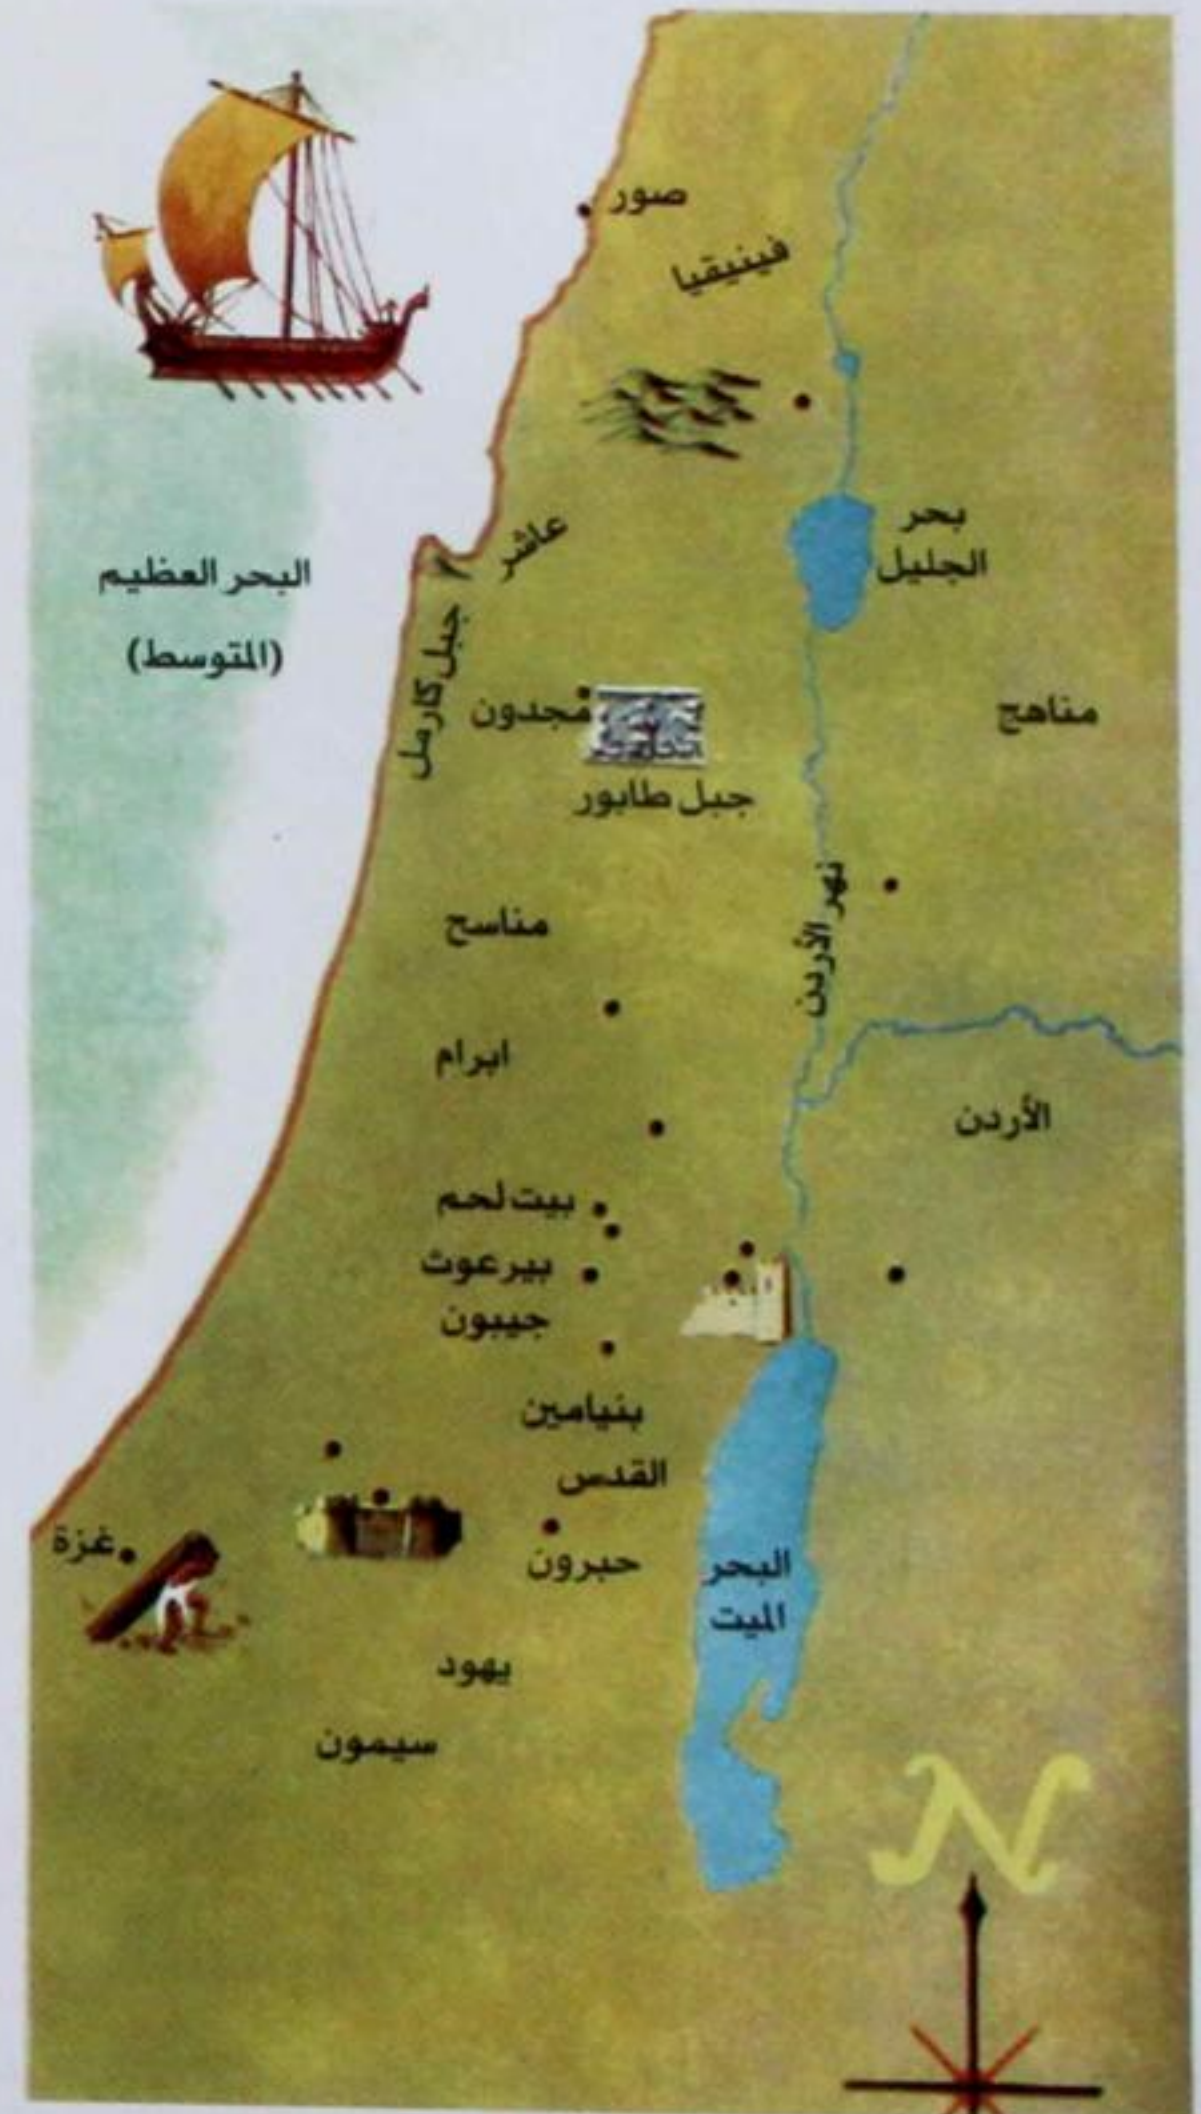 صور
فينيقيا
بحر
الجليل
عاشر
البحر العظيم
(المتوسط)
جبل كارمل
مجدون
مناهج
جبل طابور
نهر الأردن
مناسح
ابرام
الأردن
بيت لحم
بيرعوث
جيبون
بنيامين
القدس
غزة
حبرون
البحر
الميت
يهود
سيمون
N